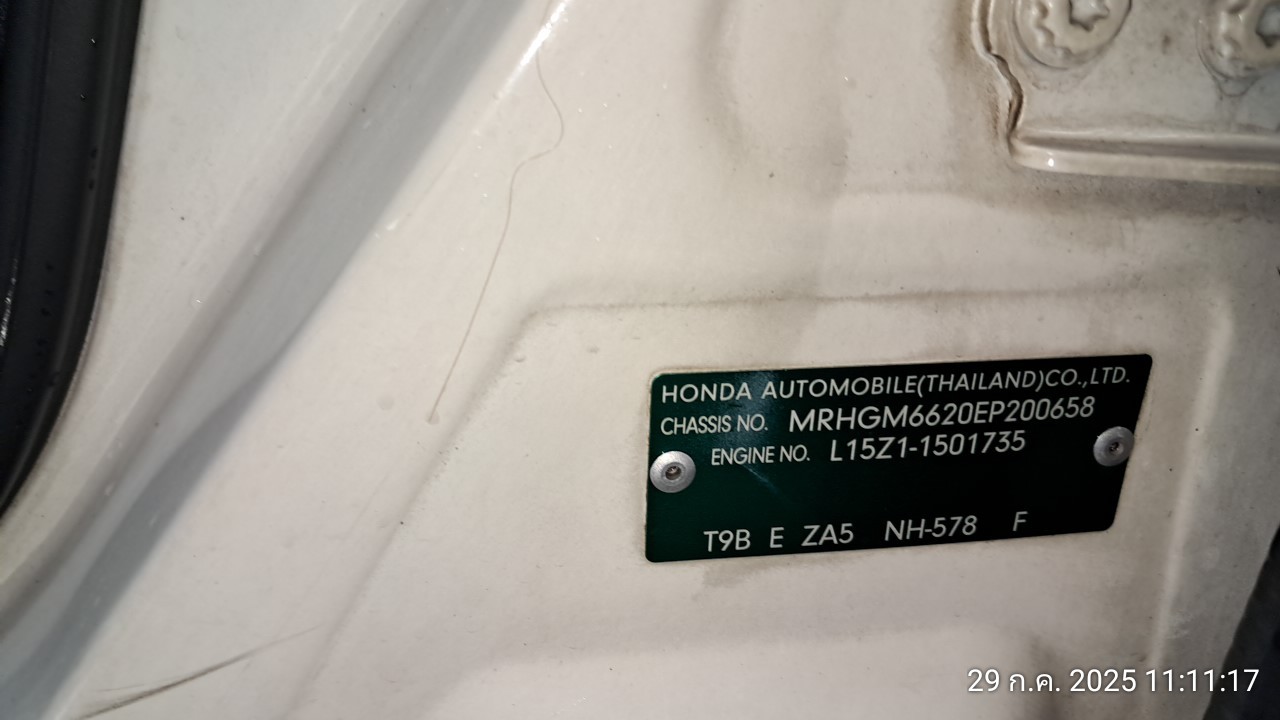 HONDA AUTOMOBILE(THAILAND)CO.,LTD.
CHASSIS NO. MRHGM6620EP200658
ENGINE NO. L15Z1-1501735
T9B E ZA5 NH-578 F
29 ก.ค. 2025 11:11:17